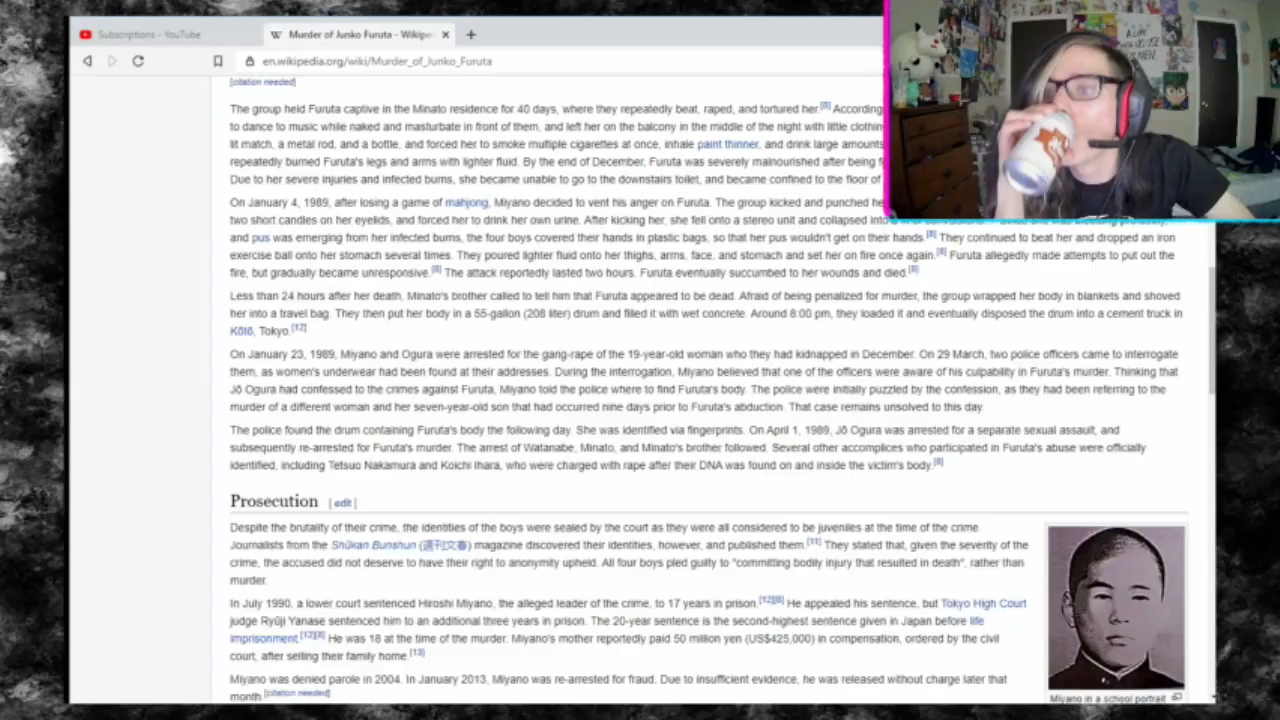 Subscriptions - YouTube
Murder of Junko Furuta - Wikipe
en.wikipedia.org/wiki/Murder_of_Junko_Furuta
[citation needed]
The group held Furuta captive in the Minato residence for 40 days, where they repeatedly beat, raped, and tortured her.[8] According
to dance to music while naked and masturbate in front of them, and left her on the balcony in the middle of the night with little clothin
lit match, a metal rod, and a bottle, and forced her to smoke multiple cigarettes at once, inhale paint thinner, and drink large amounts
repeatedly burned Furuta's legs and arms with lighter fluid. By the end of December, Furuta was severely malnourished after being f
Due to her severe injuries and infected burns, she became unable to go to the downstairs toilet, and became confined to the floor of
On January 4, 1989, after losing a game of mahjong, Miyano decided to vent his anger on Furuta. The group kicked and punched he
two short candles on her eyelids, and forced her to drink her own urine. After kicking her, she fell onto a stereo unit and collapsed into
and pus was emerging from her infected burns, the four boys covered their hands in plastic bags, so that her pus wouldn't get on their hands.[8] They continued to beat her and dropped an iron
exercise ball onto her stomach several times. They poured lighter fluid onto her thighs, arms, face, and stomach and set her on fire once again.[8] Furuta allegedly made attempts to put out the
fire, but gradually became unresponsive.[8] The attack reportedly lasted two hours. Furuta eventually succumbed to her wounds and died.[8]
Less than 24 hours after her death, Minato's brother called to tell him that Furuta appeared to be dead. Afraid of being penalized for murder, the group wrapped her body in blankets and shoved
her into a travel bag. They then put her body in a 55-gallon (208 liter) drum and filled it with wet concrete. Around 8:00 pm, they loaded it and eventually disposed the drum into a cement truck in
Kōtō, Tokyo.[12]
On January 23, 1989, Miyano and Ogura were arrested for the gang-rape of the 19-year-old woman who they had kidnapped in December. On 29 March, two police officers came to interrogate
them, as women's underwear had been found at their addresses. During the interrogation, Miyano believed that one of the officers were aware of his culpability in Furuta's murder. Thinking that
Jō Ogura had confessed to the crimes against Furuta, Miyano told the police where to find Furuta's body. The police were initially puzzled by the confession, as they had been referring to the
murder of a different woman and her seven-year-old son that had occurred nine days prior to Furuta's abduction. That case remains unsolved to this day.
The police found the drum containing Furuta's body the following day. She was identified via fingerprints. On April 1, 1989, Jō Ogura was arrested for a separate sexual assault, and
subsequently re-arrested for Furuta's murder. The arrest of Watanabe, Minato, and Minato's brother followed. Several other accomplices who participated in Furuta's abuse were officially
identified, including Tetsuo Nakamura and Koichi Ihara, who were charged with rape after their DNA was found on and inside the victim's body.[8]
Prosecution [ edit ]
Despite the brutality of their crime, the identities of the boys were sealed by the court as they were all considered to be juveniles at the time of the crime.
Journalists from the Shūkan Bunshun (週刊文春) magazine discovered their identities, however, and published them.[11] They stated that, given the severity of the
crime, the accused did not deserve to have their right to anonymity upheld. All four boys pled guilty to "committing bodily injury that resulted in death", rather than
murder.
In July 1990, a lower court sentenced Hiroshi Miyano, the alleged leader of the crime, to 17 years in prison.[12][8] He appealed his sentence, but Tokyo High Court
judge Ryūji Yanase sentenced him to an additional three years in prison. The 20-year sentence is the second-highest sentence given in Japan before life
imprisonment.[12][8] He was 18 at the time of the murder. Miyano's mother reportedly paid 50 million yen (US$425,000) in compensation, ordered by the civil
court, after selling their family home.[13]
Miyano was denied parole in 2004. In January 2013, Miyano was re-arrested for fraud. Due to insufficient evidence, he was released without charge later that
month.[citation needed]
Miyano in a school portrait